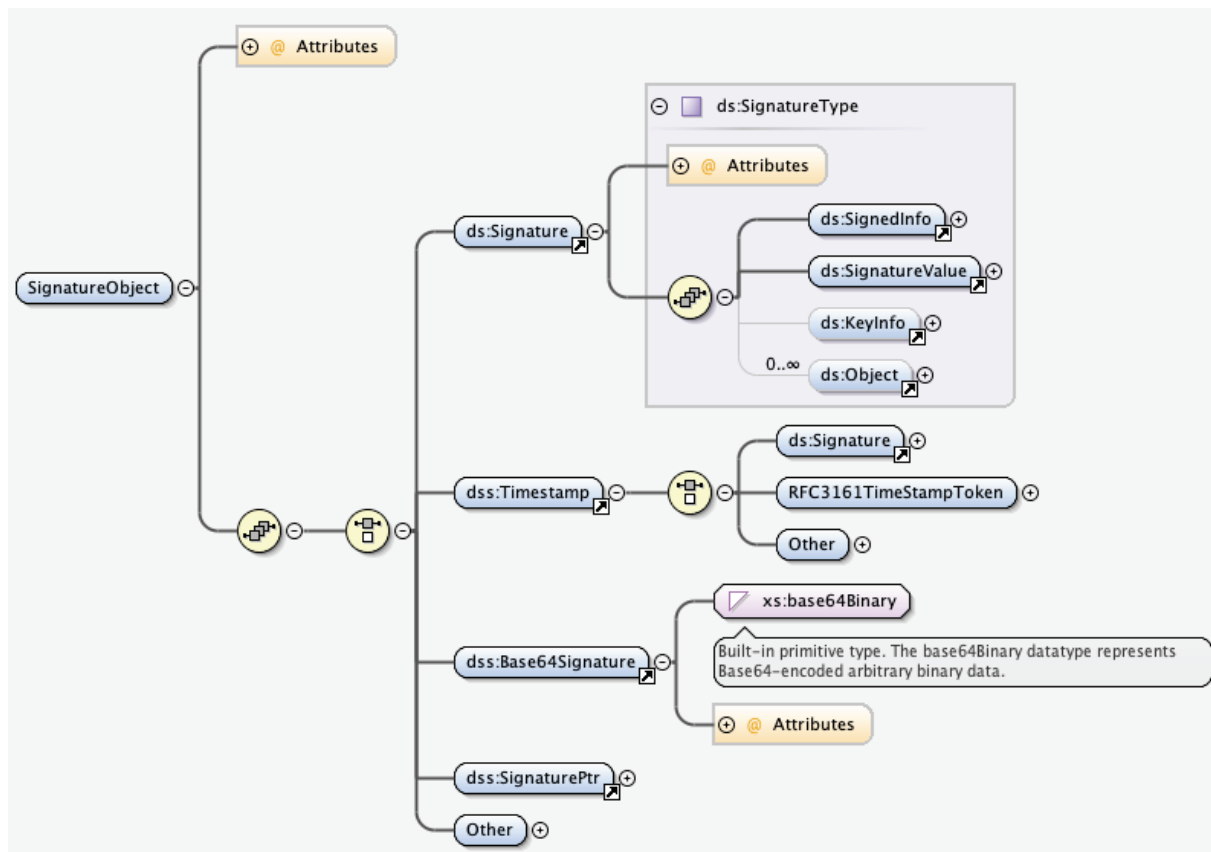 @ Attributes
ds:SignatureType
@ Attributes
ds:SignedInfo
ds:Signature
ds:SignatureValue
SignatureObject
ds:KeyInfo
0..∞
ds:Object
ds:Signature
dss:Timestamp
RFC3161TimeStampToken
Other
xs:base64Binary
Built-in primitive type. The base64Binary datatype represents
Base64-encoded arbitrary binary data.
dss:Base64Signature
@ Attributes
dss:SignaturePtr
Other